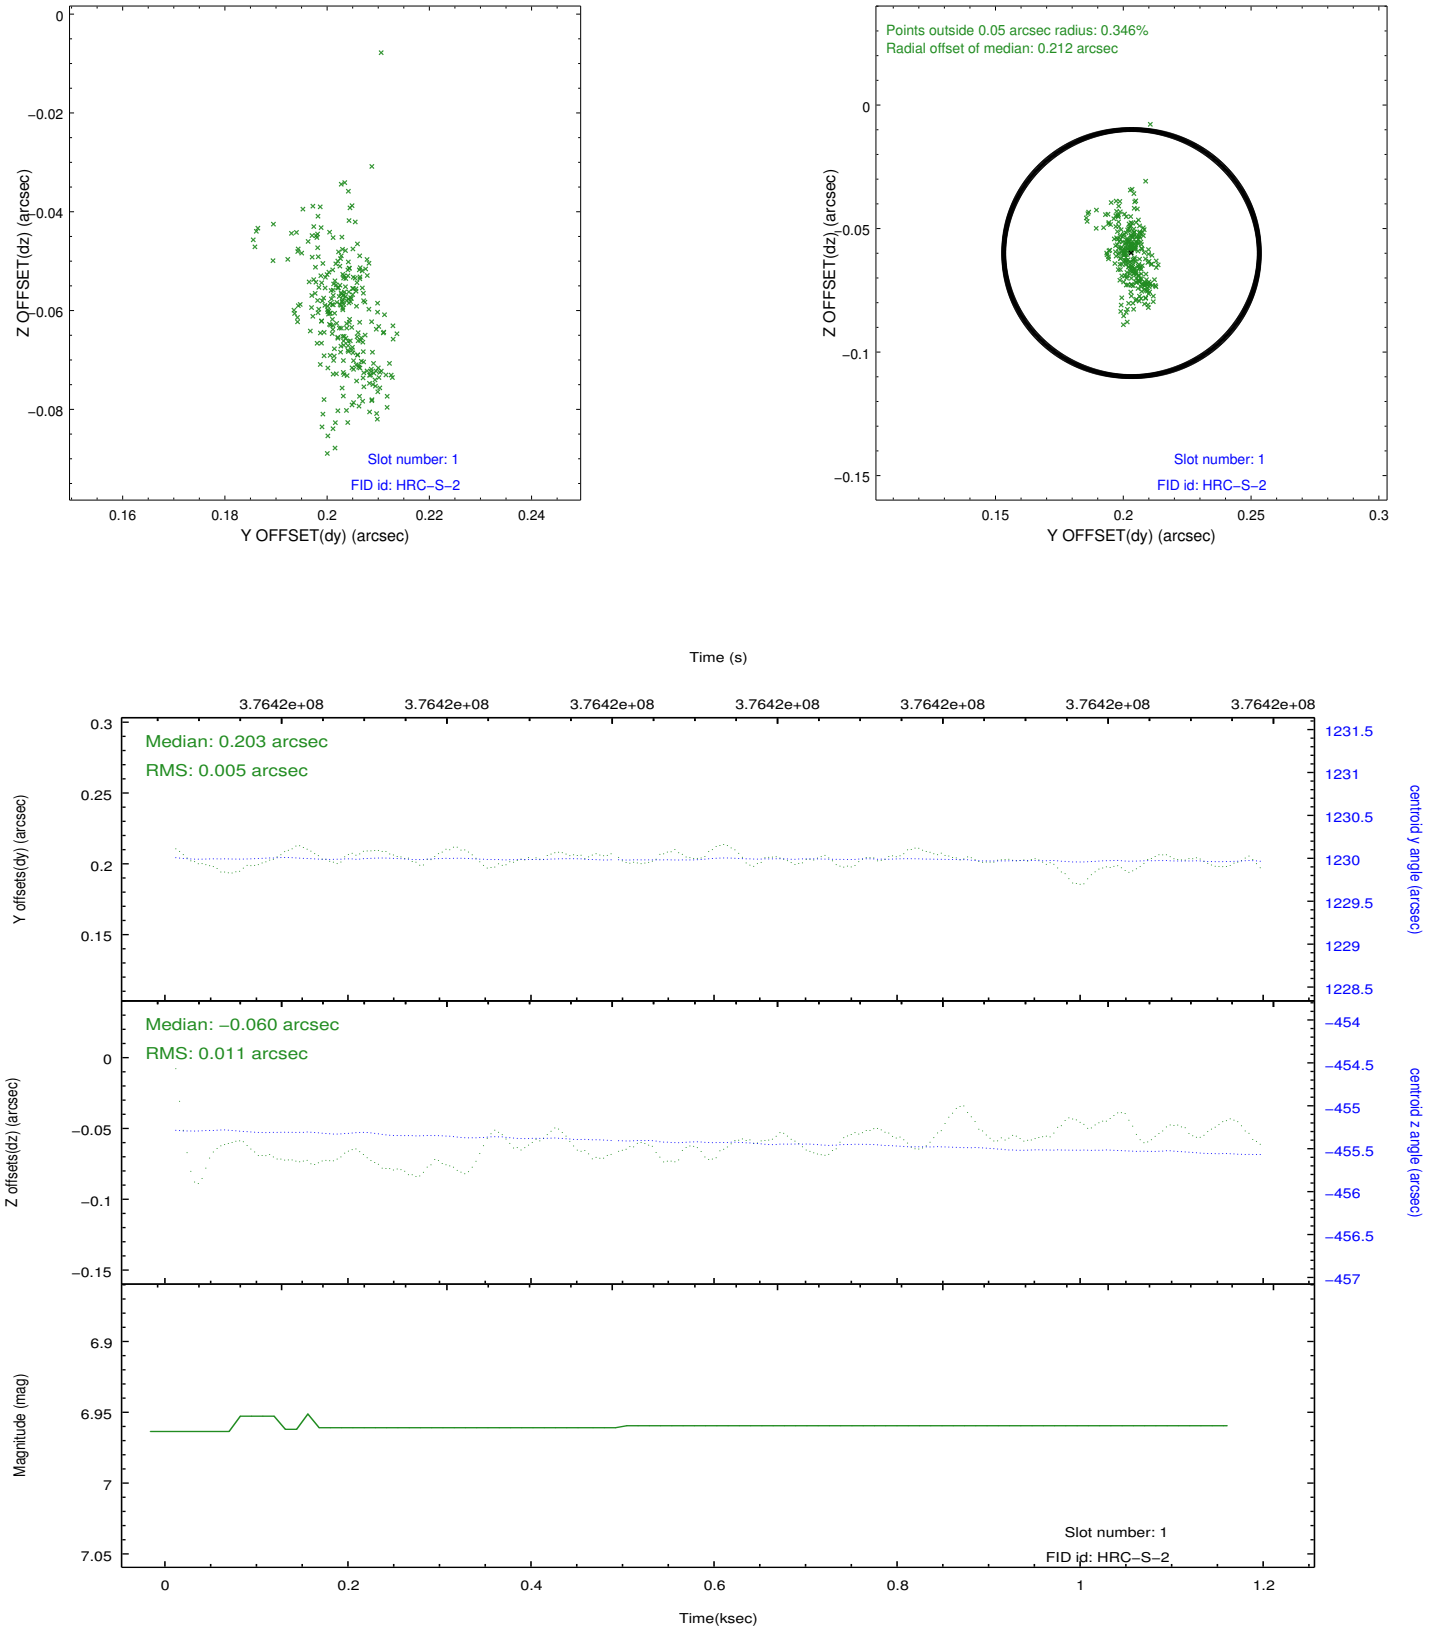 0
−0.02
−0.04
−0.06
−0.08
Z OFFSET(dz) (arcsec)
Slot number: 1
FID id: HRC−S−2
0.16 0.18 0.2 0.22 0.24
Y OFFSET(dy) (arcsec)
Points outside 0.05 arcsec radius: 0.346%
Radial offset of median: 0.212 arcsec
0
−0.05
−0.1
−0.15
Z OFFSET(dz) (arcsec)
Slot number: 1
FID id: HRC−S−2
0.15 0.2 0.25 0.3
Y OFFSET(dy) (arcsec)
Time (s)
3.7642e+08 3.7642e+08 3.7642e+08 3.7642e+08 3.7642e+08 3.7642e+08 3.7642e+08
Median: 0.203 arcsec
RMS: 0.005 arcsec
0.3
0.25
0.2
0.15
Y offsets(dy) (arcsec)
1231.5
1231
1230.5
1230
1229.5
1229
1228.5
centroid y angle (arcsec)
Median: −0.060 arcsec
RMS: 0.011 arcsec
0
−0.05
−0.1
−0.15
Z offsets(dz) (arcsec)
−454
−454.5
−455
−455.5
−456
−456.5
−457
centroid z angle (arcsec)
6.9
6.95
7
7.05
Magnitude (mag)
Slot number: 1
FID id: HRC−S−2
0 0.2 0.4 0.6 0.8 1 1.2
Time(ksec)